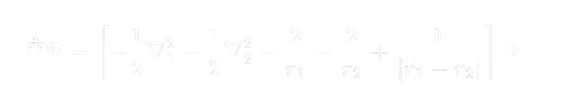 Ĥψ = [ -1/2 ∇₁² - 1/2 ∇₂² - 2/r₁ - 2/r₂ + 1/|r₁ - r₂| ] ψ